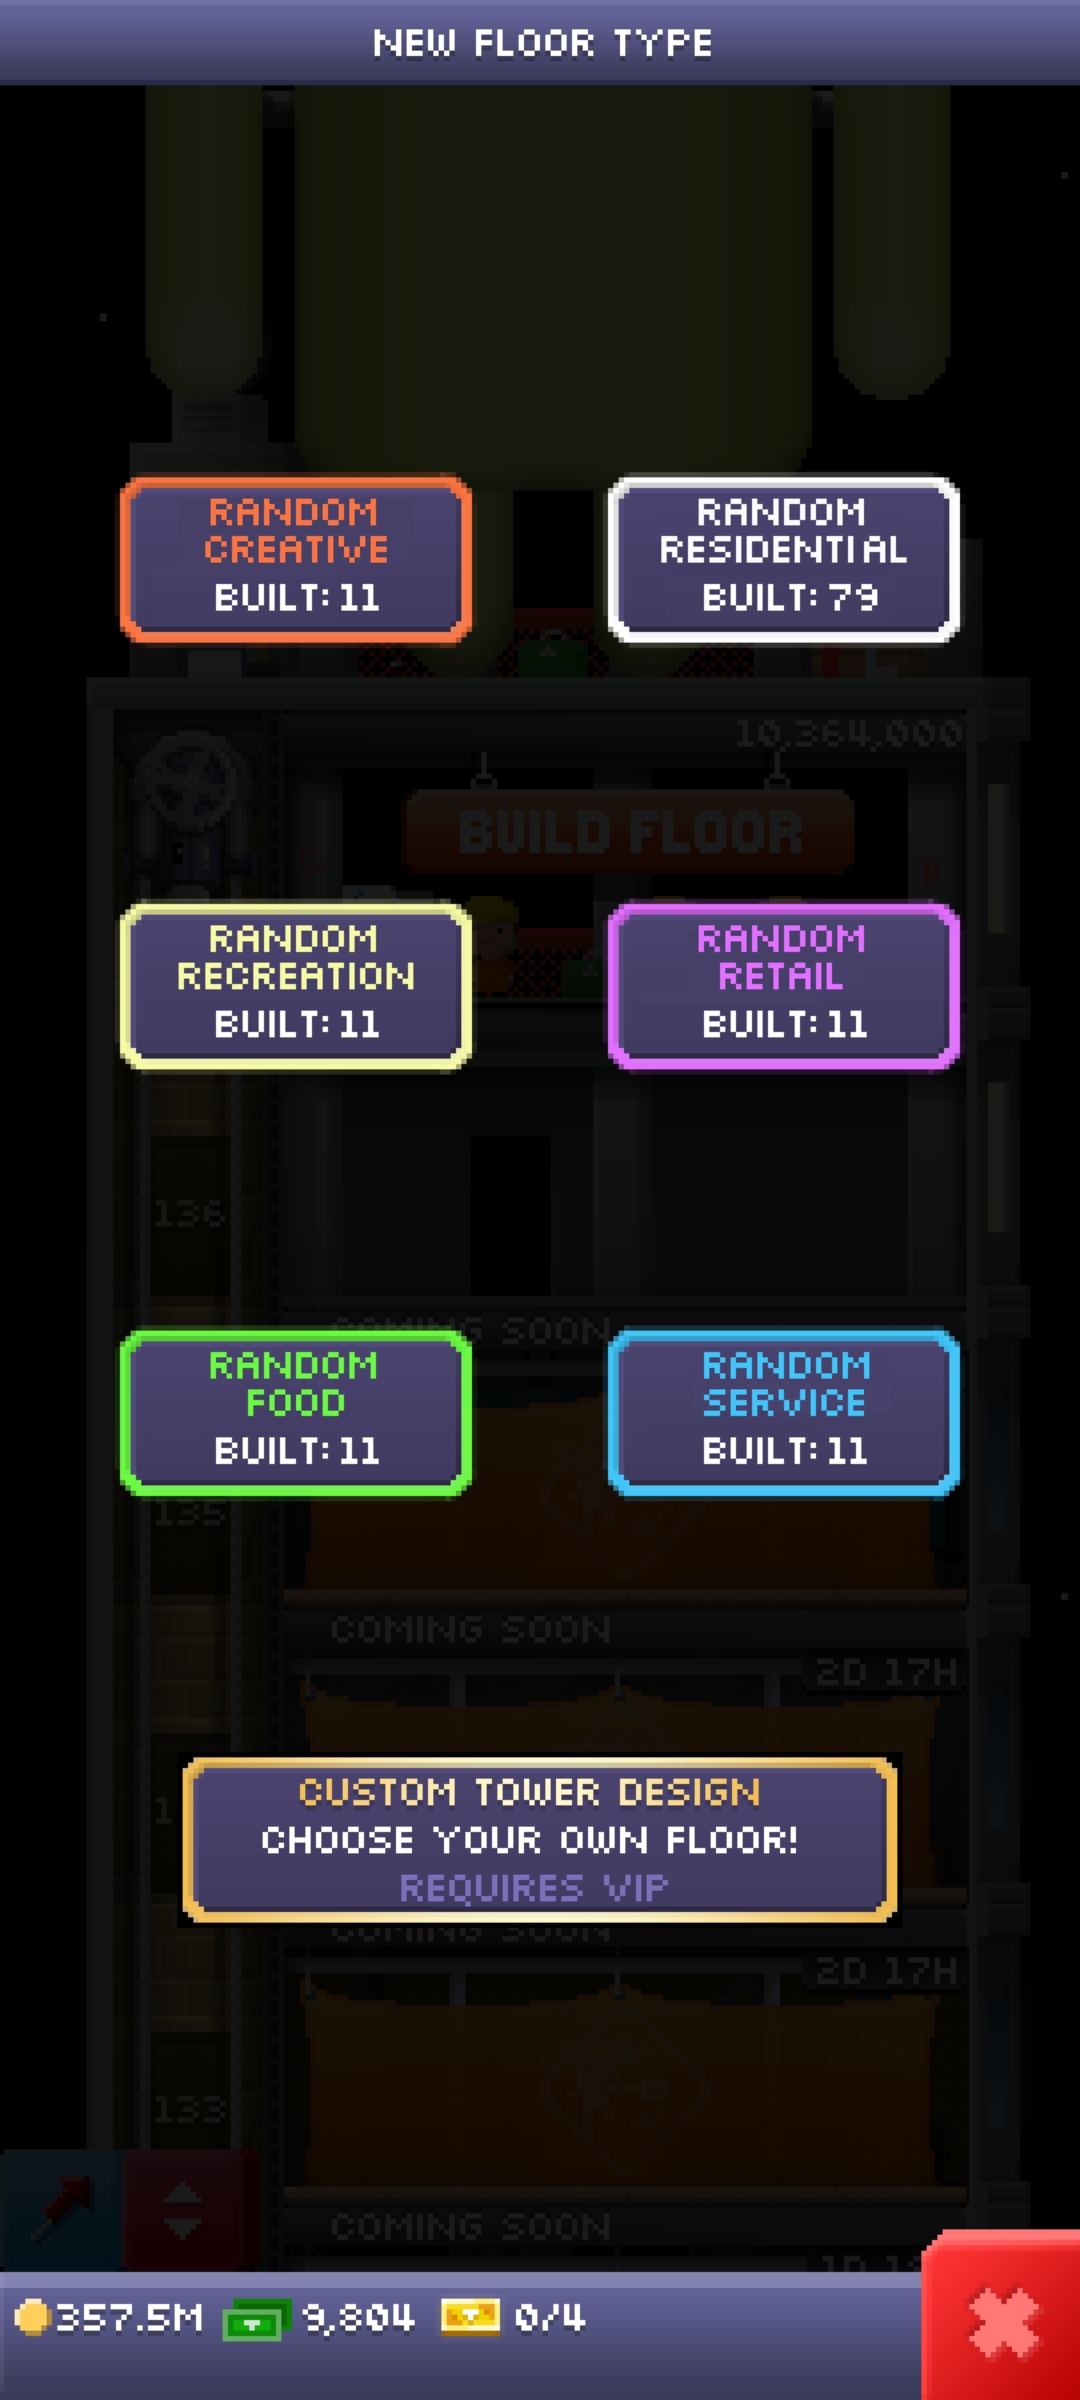 NEW FLOOR TYPE
RANDOM
CREATIVE
BUILT: 11
RANDOM
RESIDENTIAL
BUILT: 79
10,364,000
BUILD FLOOR
RANDOM
RECREATION
BUILT: 11
RANDOM
RETAIL
BUILT: 11
136
COMING SOON
RANDOM
FOOD
BUILT: 11
RANDOM
SERVICE
BUILT: 11
135
COMING SOON
2D 17H
CUSTOM TOWER DESIGN
CHOOSE YOUR OWN FLOOR!
REQUIRES VIP
COMING SOON
2D 17H
133
COMING SOON
357.5M 9,804 0/4